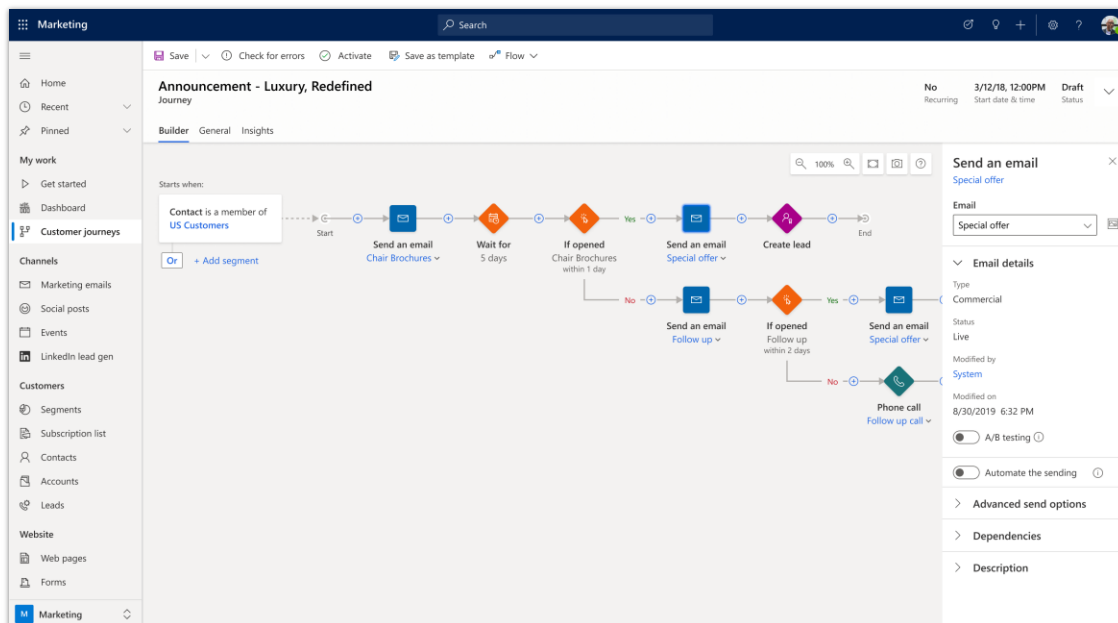 Marketing
Search
Home
Recent
Pinned
My work
Get started
Dashboard
Customer journeys
Channels
Marketing emails
Social posts
Events
LinkedIn lead gen
Customers
Segments
Subscription list
Contacts
Accounts
Leads
Website
Web pages
Forms
M Marketing
Save Check for errors Activate Save as template Flow
Announcement - Luxury, Redefined
Journey
No
Recurring
3/12/18, 12:00PM
Start date & time
Draft
Status
Builder General Insights
100%
Starts when:
Contact is a member of
US Customers
Or + Add segment
Start
Send an email
Chair Brochures
Wait for
5 days
If opened
Chair Brochures
within 1 day
Yes
Send an email
Special offer
Create lead
End
No
Send an email
Follow up
If opened
Follow up
within 2 days
Yes
Send an email
Special offer
No
Phone call
Follow up call
Send an email
Special offer
Email
Special offer
Email details
Type
Commercial
Status
Live
Modified by
System
Modified on
8/30/2019 6:32 PM
A/B testing
Automate the sending
Advanced send options
Dependencies
Description